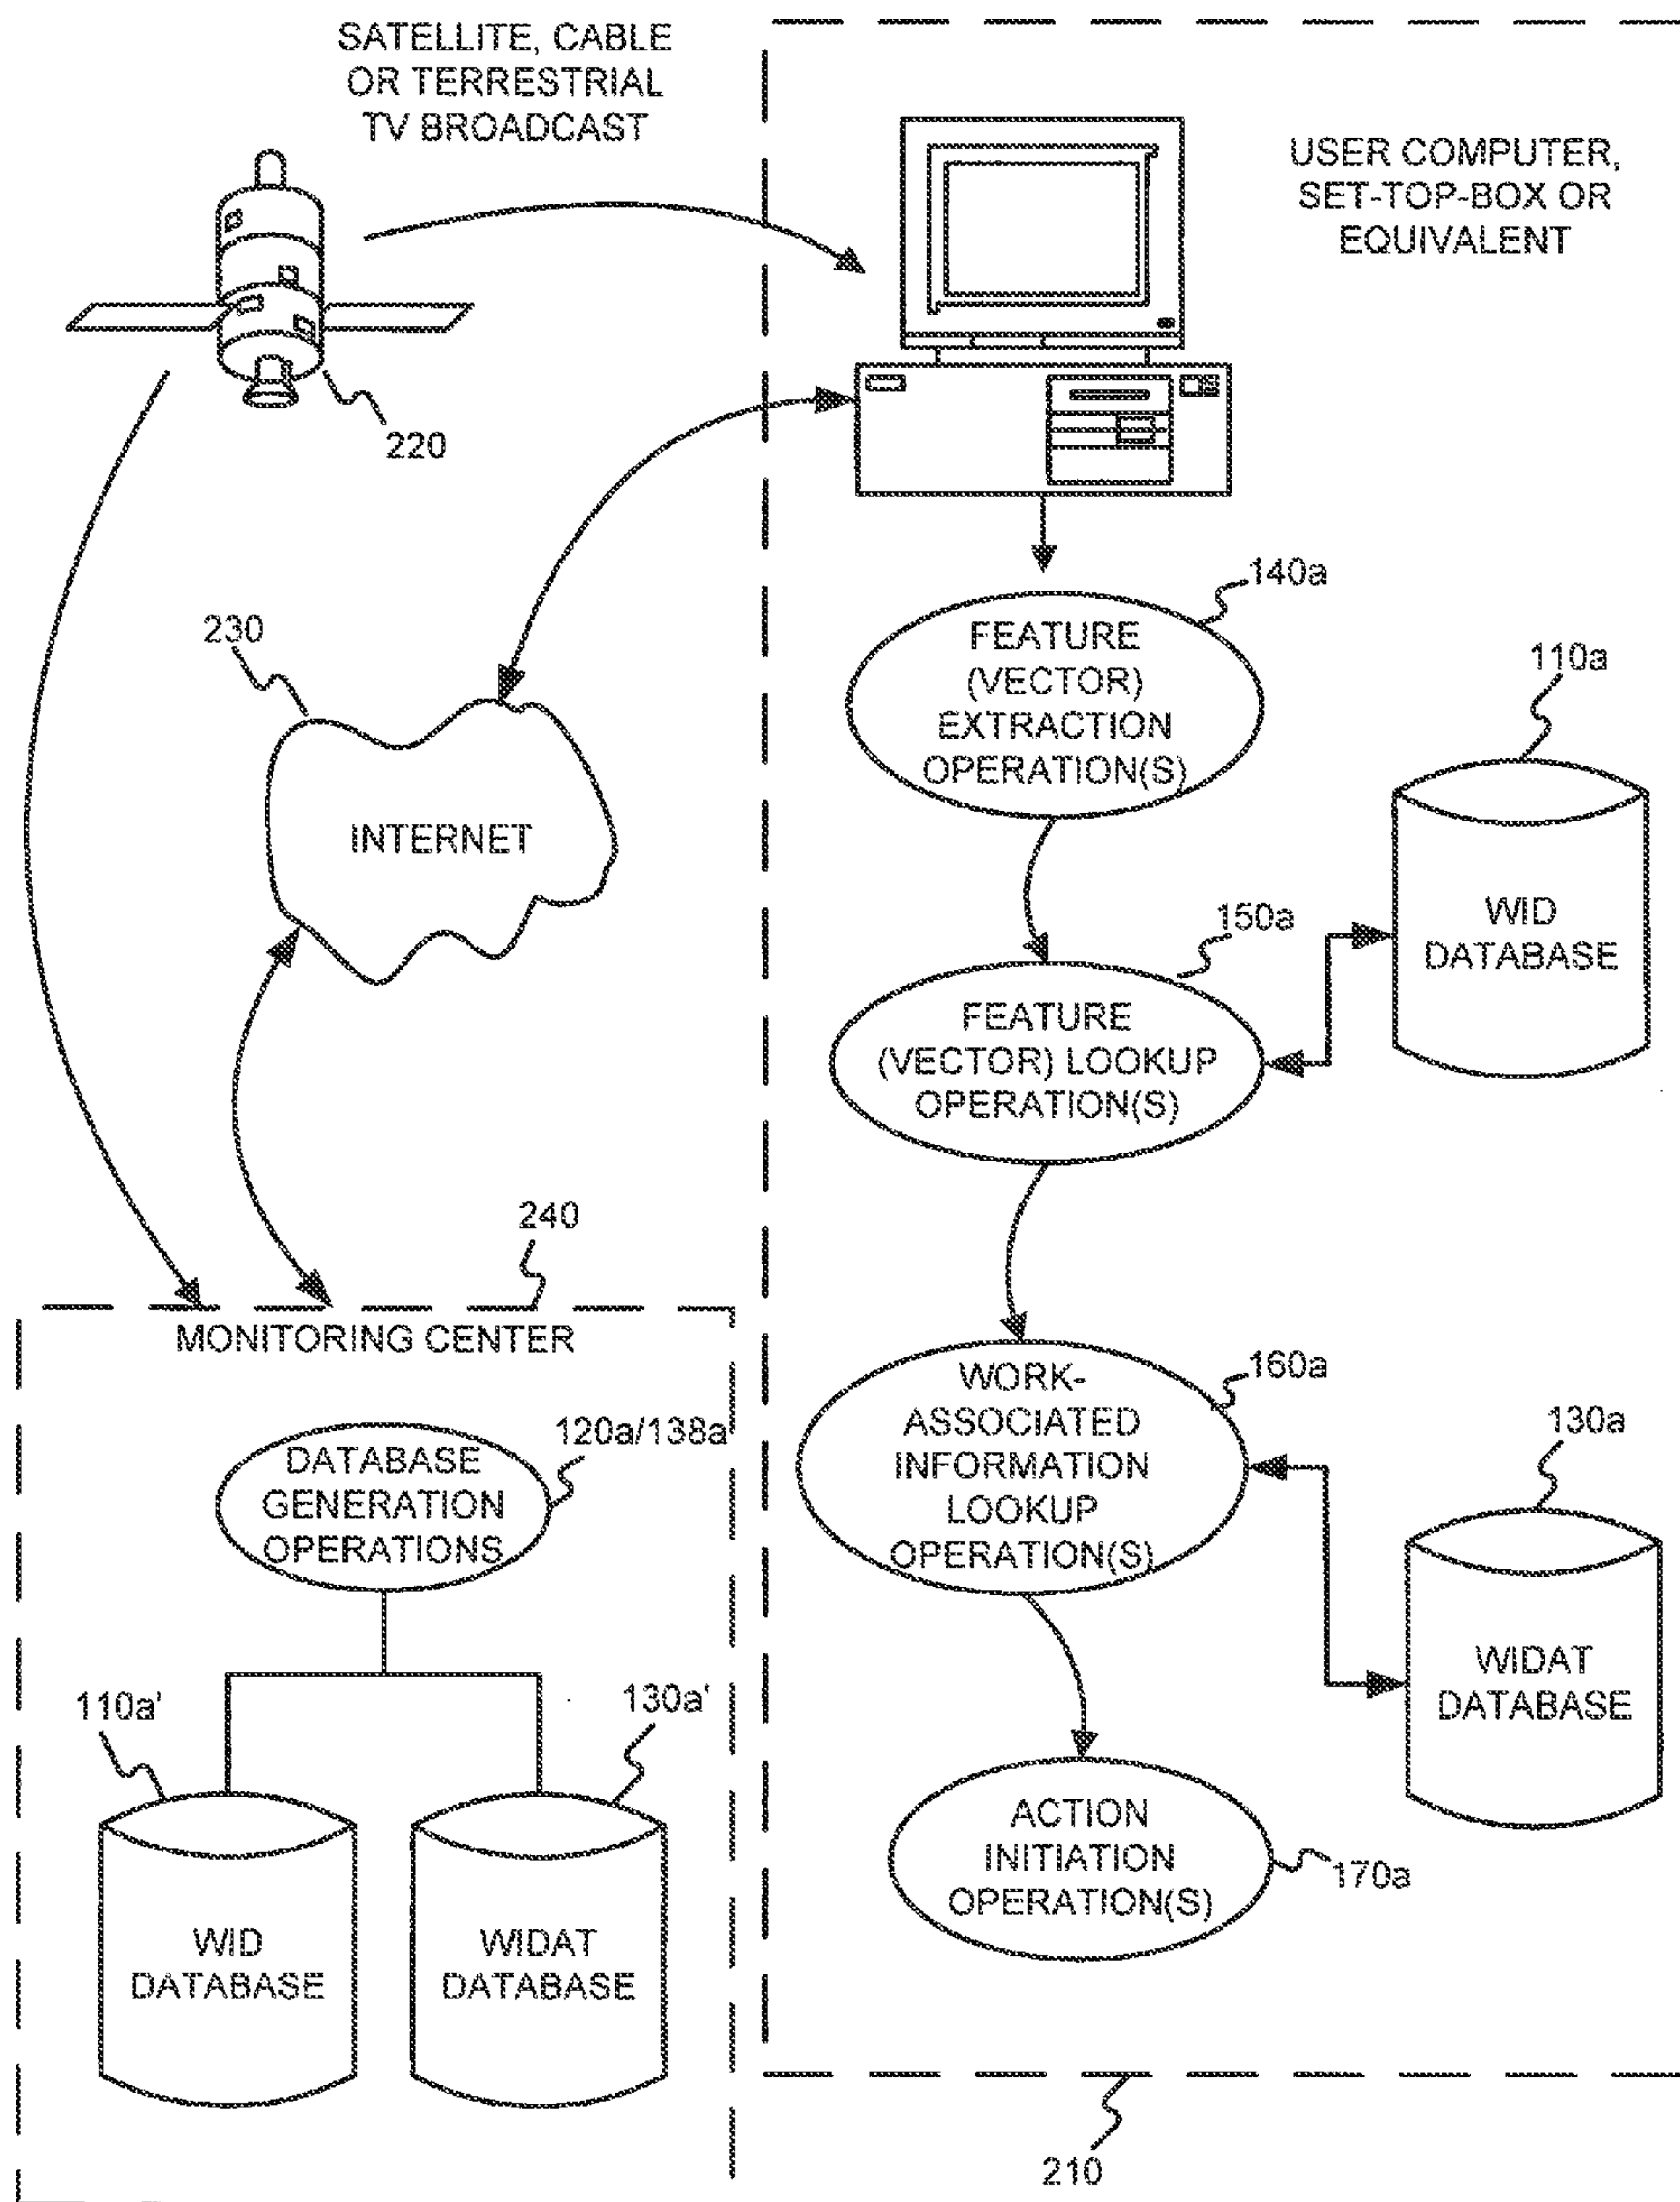 SATELLITE, CABLE
OR TERRESTRIAL
TV BROADCAST
USER COMPUTER,
SET-TOP-BOX OR
EQUIVALENT
220
230
INTERNET
140a
FEATURE
(VECTOR)
EXTRACTION
OPERATION(S)
110a
WID
DATABASE
150a
FEATURE
(VECTOR) LOOKUP
OPERATION(S)
240
MONITORING CENTER
120a/138a
DATABASE
GENERATION
OPERATIONS
160a
WORK-
ASSOCIATED
INFORMATION
LOOKUP
OPERATION(S)
130a
WIDAT
DATABASE
110a'
130a'
WID
DATABASE
WIDAT
DATABASE
ACTION
INITIATION
OPERATION(S)
170a
210